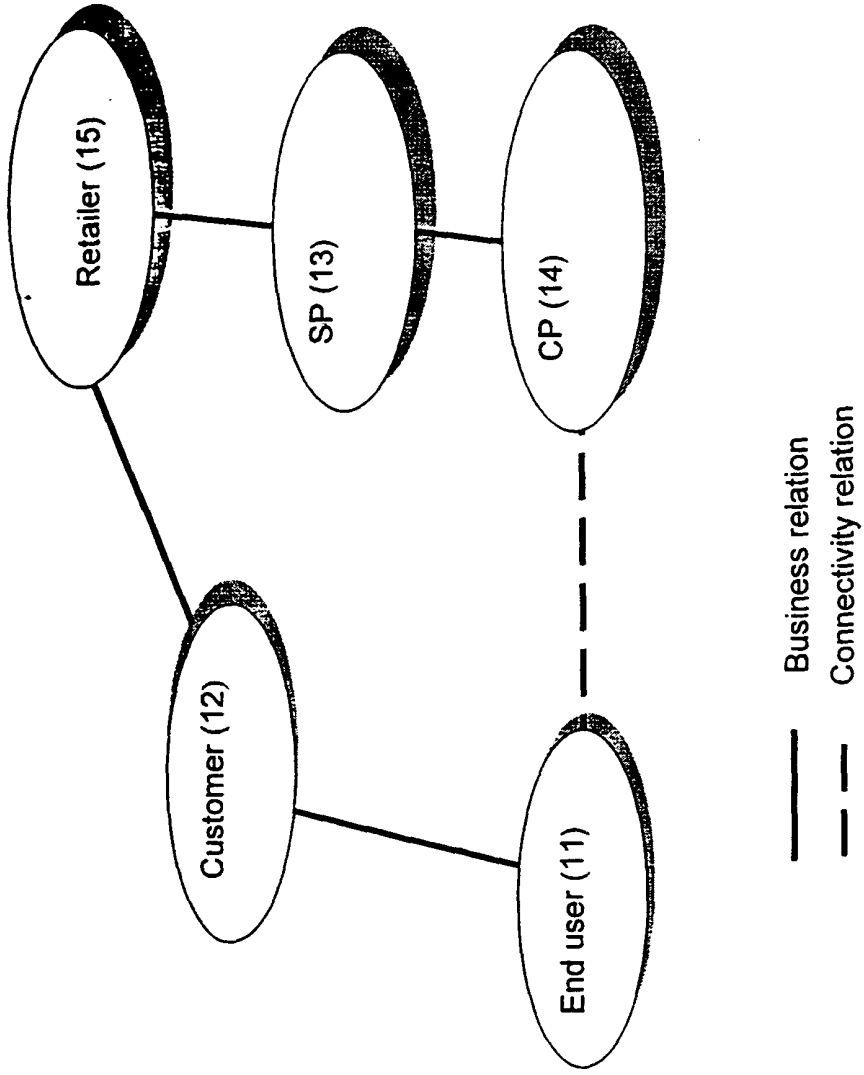 Retailer (15)
Customer (12)
SP (13)
End user (11)
CP (14)
Business relation
Connectivity relation